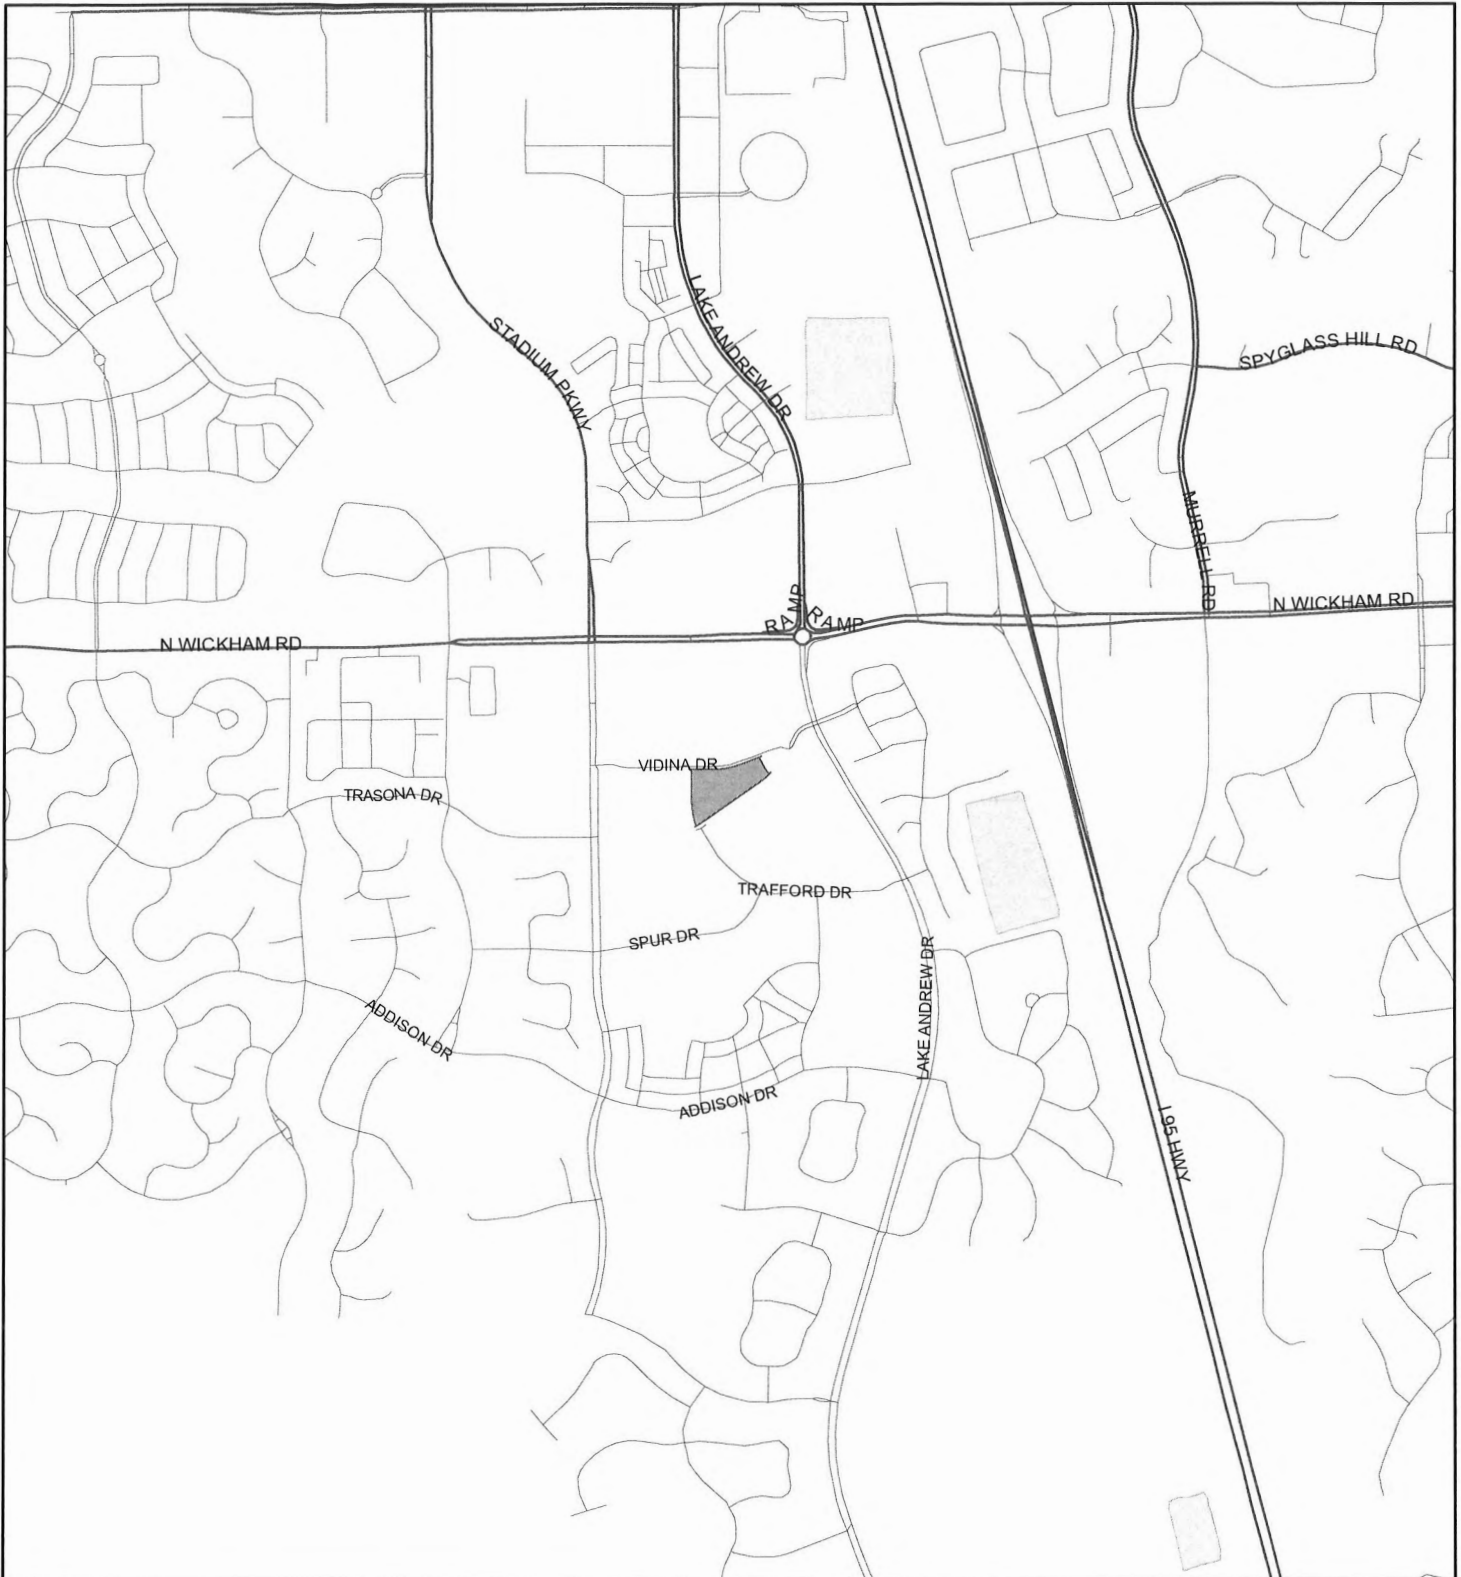 LAKE ANDREW DR
STADIUM PKWY
SPYGLASS HILL RD
MURRELL RD
RAMP
RAMP
N WICKHAM RD
N WICKHAM RD
VIDINA DR
TRASONA DR
TRAFFORD DR
SPUR DR
LAKE ANDREW DR
ADDISON DR
ADDISON DR
I 95 HWY